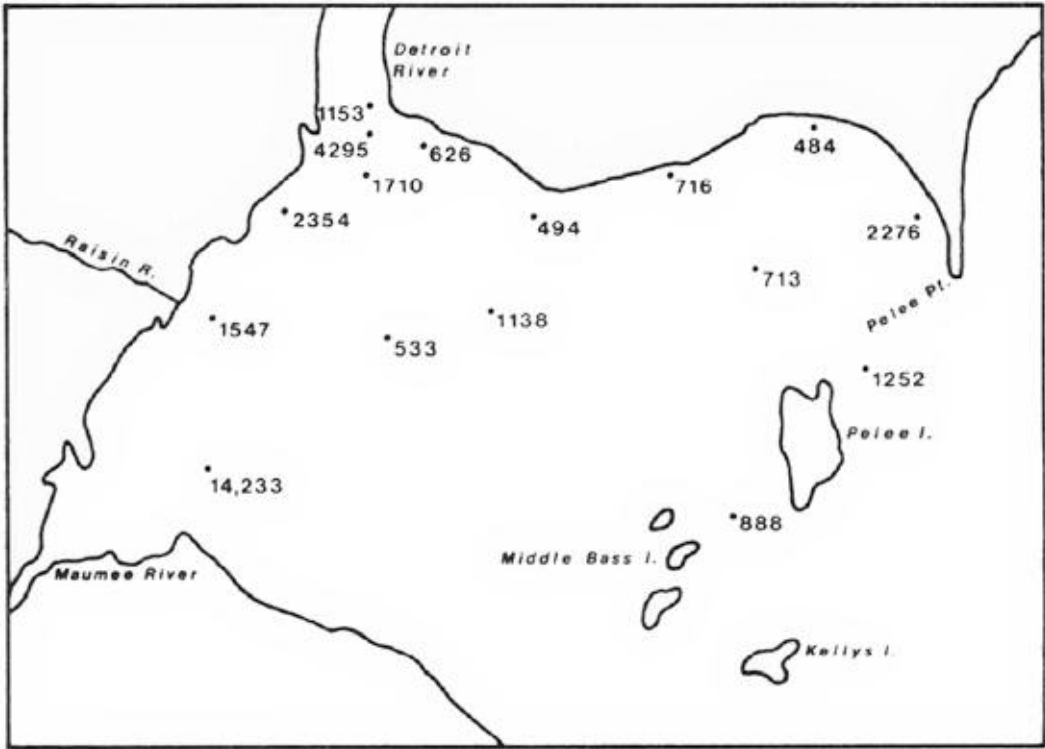 Detroit
River
1153
4295
626
484
1710
716
2354
494
2276
Raisin R.
713
Pelee Pt.
1547
1138
533
1252
Pelee I.
14,233
888
Middle Bass I.
Maumee River
Kellys I.